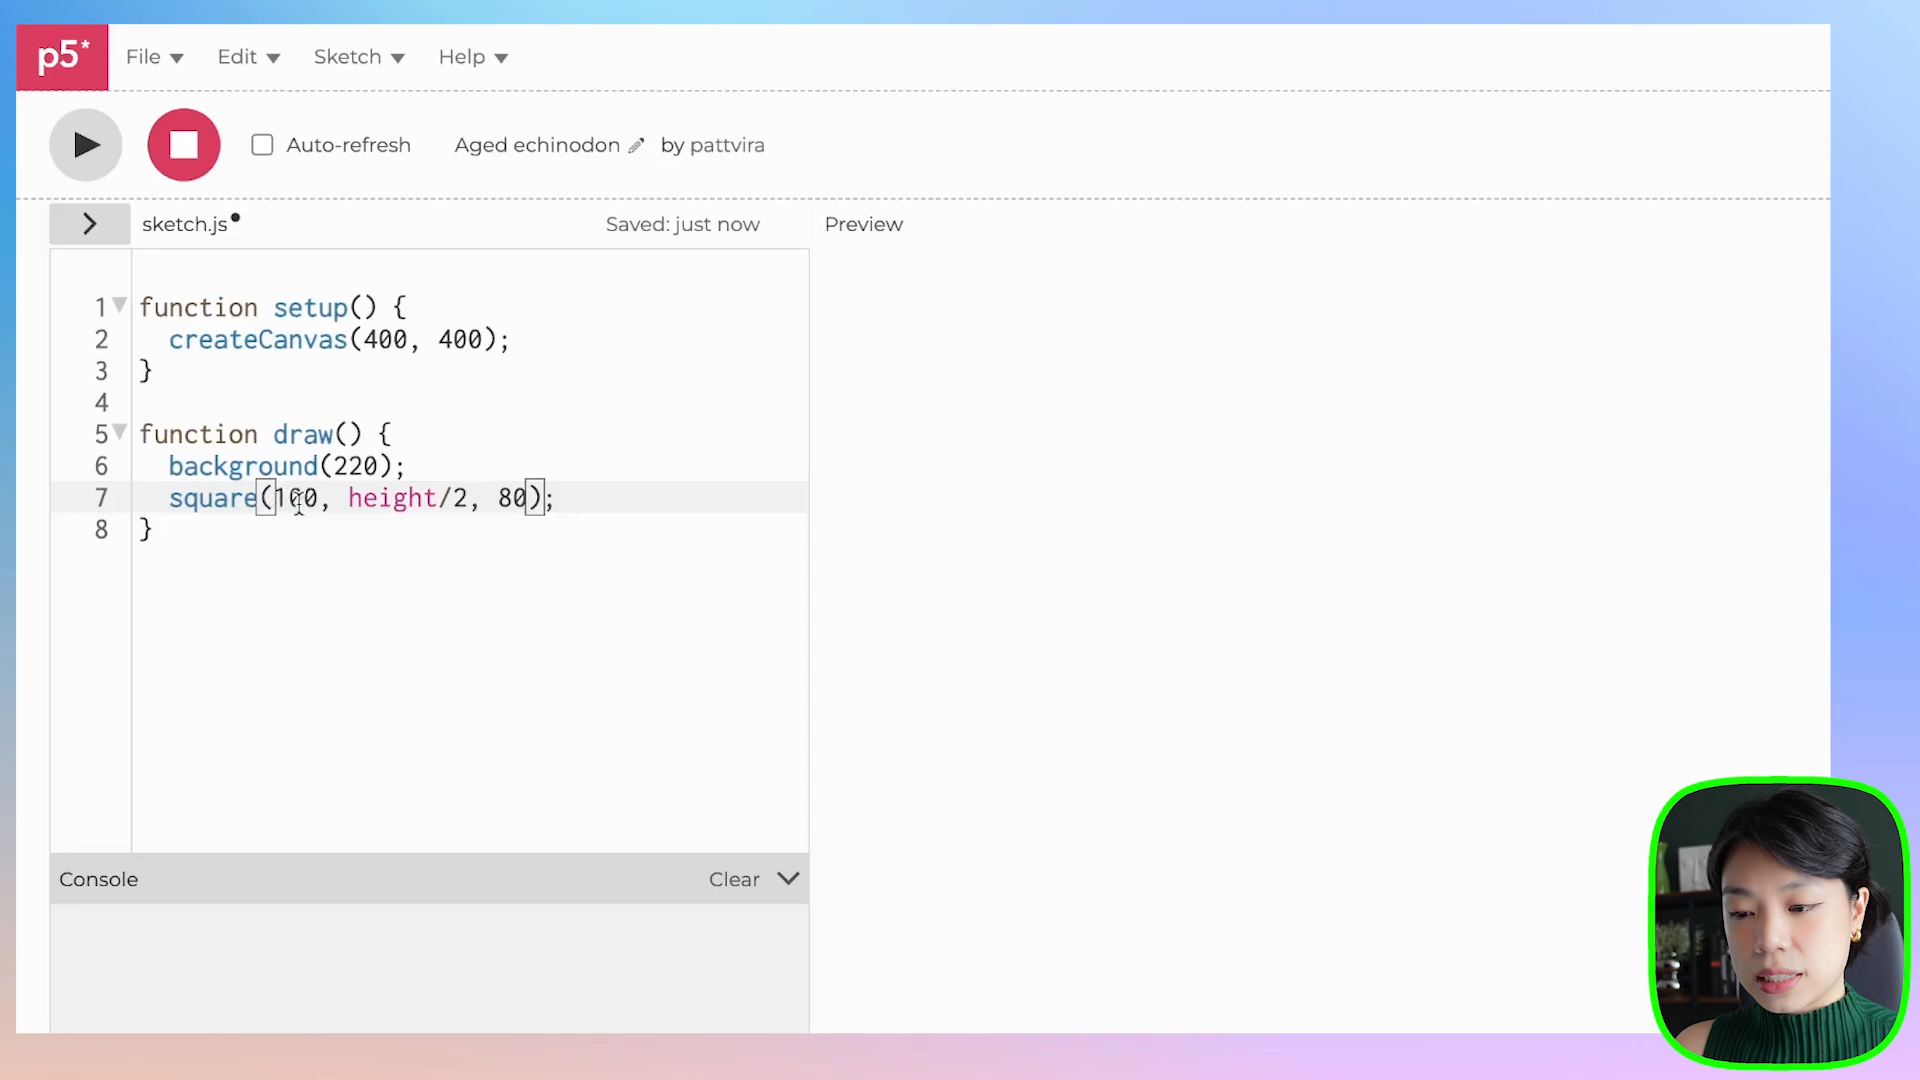 p5* File Edit Sketch Help
Auto-refresh Aged echinodon by pattvira
sketch.js Saved: just now Preview
1 function setup() {
2 createCanvas(400, 400);
3 }
4
5 function draw() {
6 background(220);
7 square(100, height/2, 80);
8 }
Console Clear